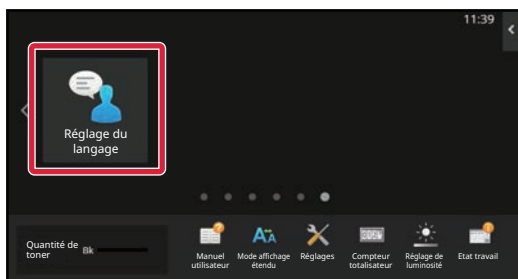 11:39
Réglage du
langage
Quantité de
toner
Bk
Manuel
utilisateur
Mode affichage
étendu
Réglages
Compteur
totalisateur
Réglage de
luminosité
Etat travail